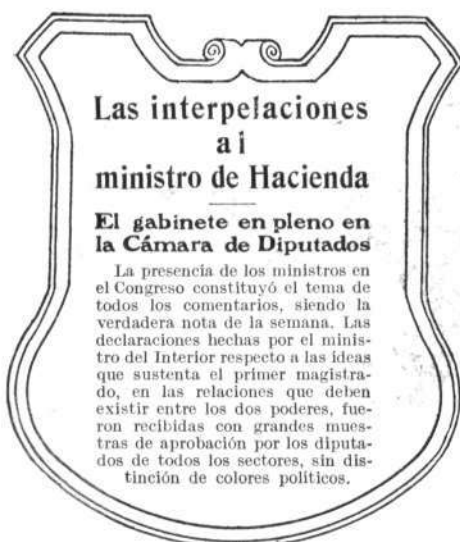 Las interpelaciones
al
ministro de Hacienda
El gabinete en pleno en
la Cámara de Diputados
La presencia de los ministros en
el Congreso constituyó el tema de
todos los comentarios, siendo la
verdadera nota de la semana. Las
declaraciones hechas por el minis-
tro del Interior respecto a las ideas
que sustenta el primer magistra-
do, en las relaciones que deben
existir entre los dos poderes, fue-
ron recibidas con grandes mues-
tras de aprobación por los diputa-
dos de todos los sectores, sin dis-
tinción de colores políticos.